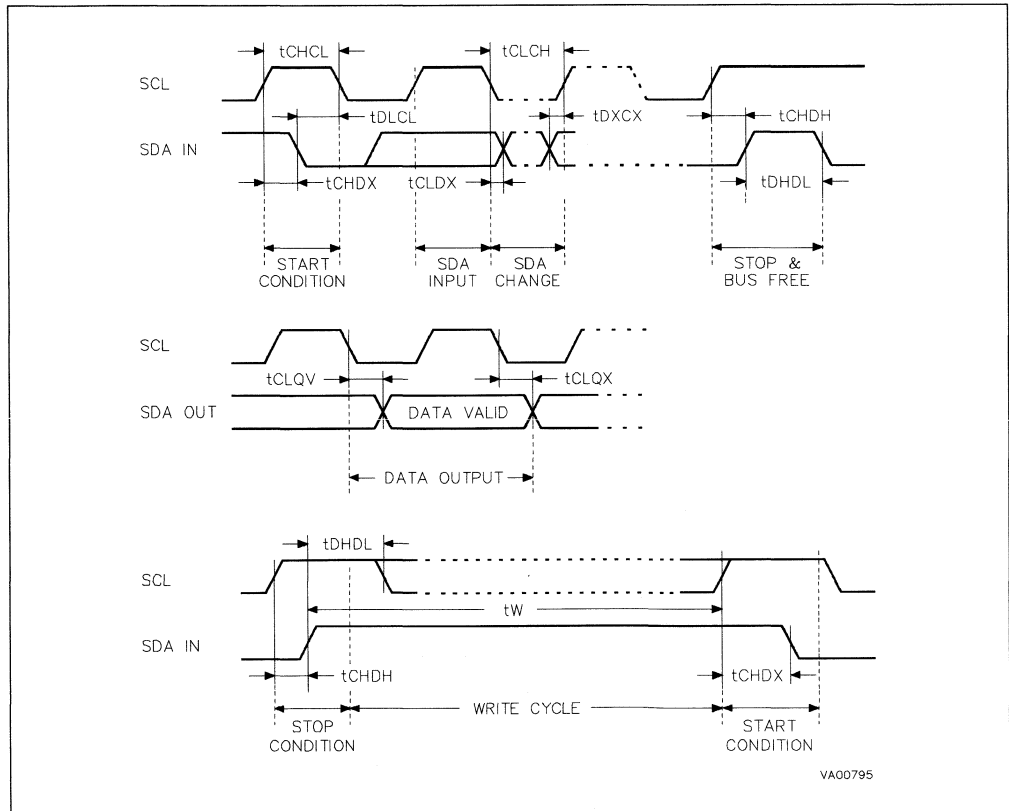 tCHCL
tCLCH
SCL
tDLCL
tDXCX
tCHDH
SDA IN
tCHDX
tCLDX
tDHDL
START
CONDITION
SDA
INPUT
SDA
CHANGE
STOP &
BUS FREE
SCL
tCLQV
tCLQX
SDA OUT
DATA VALID
DATA OUTPUT
tDHDL
SCL
tW
SDA IN
tCHDH
tCHDX
STOP
CONDITION
WRITE CYCLE
START
CONDITION
VA00795